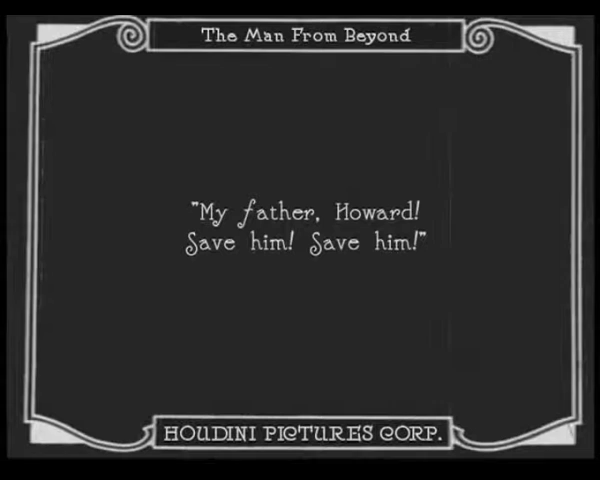 The Man From Beyond
"My father, Howard!
Save him! Save him!"
HOUDINI PICTURES CORP.